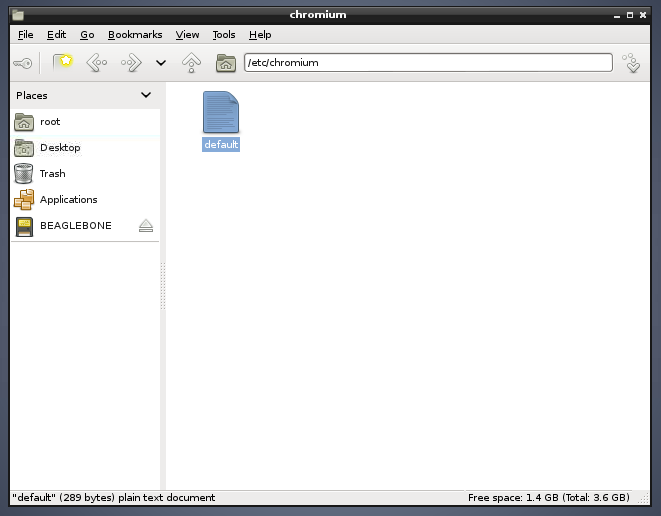 chromium
File Edit Go Bookmarks View Tools Help
/etc/chromium
Places
root
Desktop
Trash
Applications
BEAGLEBONE
default
"default" (289 bytes) plain text document Free space: 1.4 GB (Total: 3.6 GB)